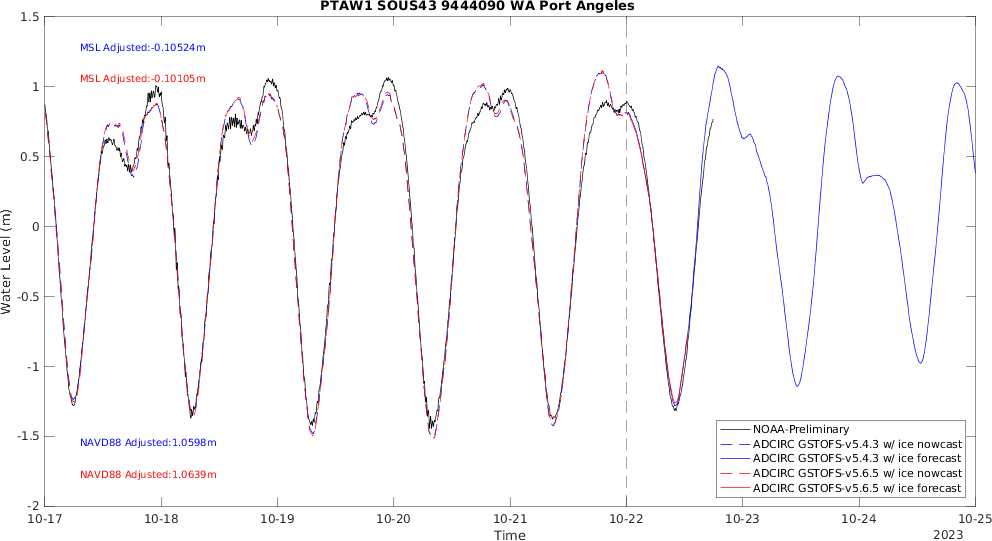 PTAW1 SOUS43 9444090 WA Port Angeles
1.5
MSL Adjusted:-0.10524m
MSL Adjusted:-0.10105m
1
0.5
0
-0.5
-1
-1.5
-2
Water Level (m)
NAVD88 Adjusted:1.0598m
NAVD88 Adjusted:1.0639m
NOAA-Preliminary
ADCIRC GSTOFS-v5.4.3 w/ ice nowcast
ADCIRC GSTOFS-v5.4.3 w/ ice forecast
ADCIRC GSTOFS-v5.6.5 w/ ice nowcast
ADCIRC GSTOFS-v5.6.5 w/ ice forecast
10-17 10-18 10-19 10-20 10-21 10-22 10-23 10-24 10-25
Time
2023